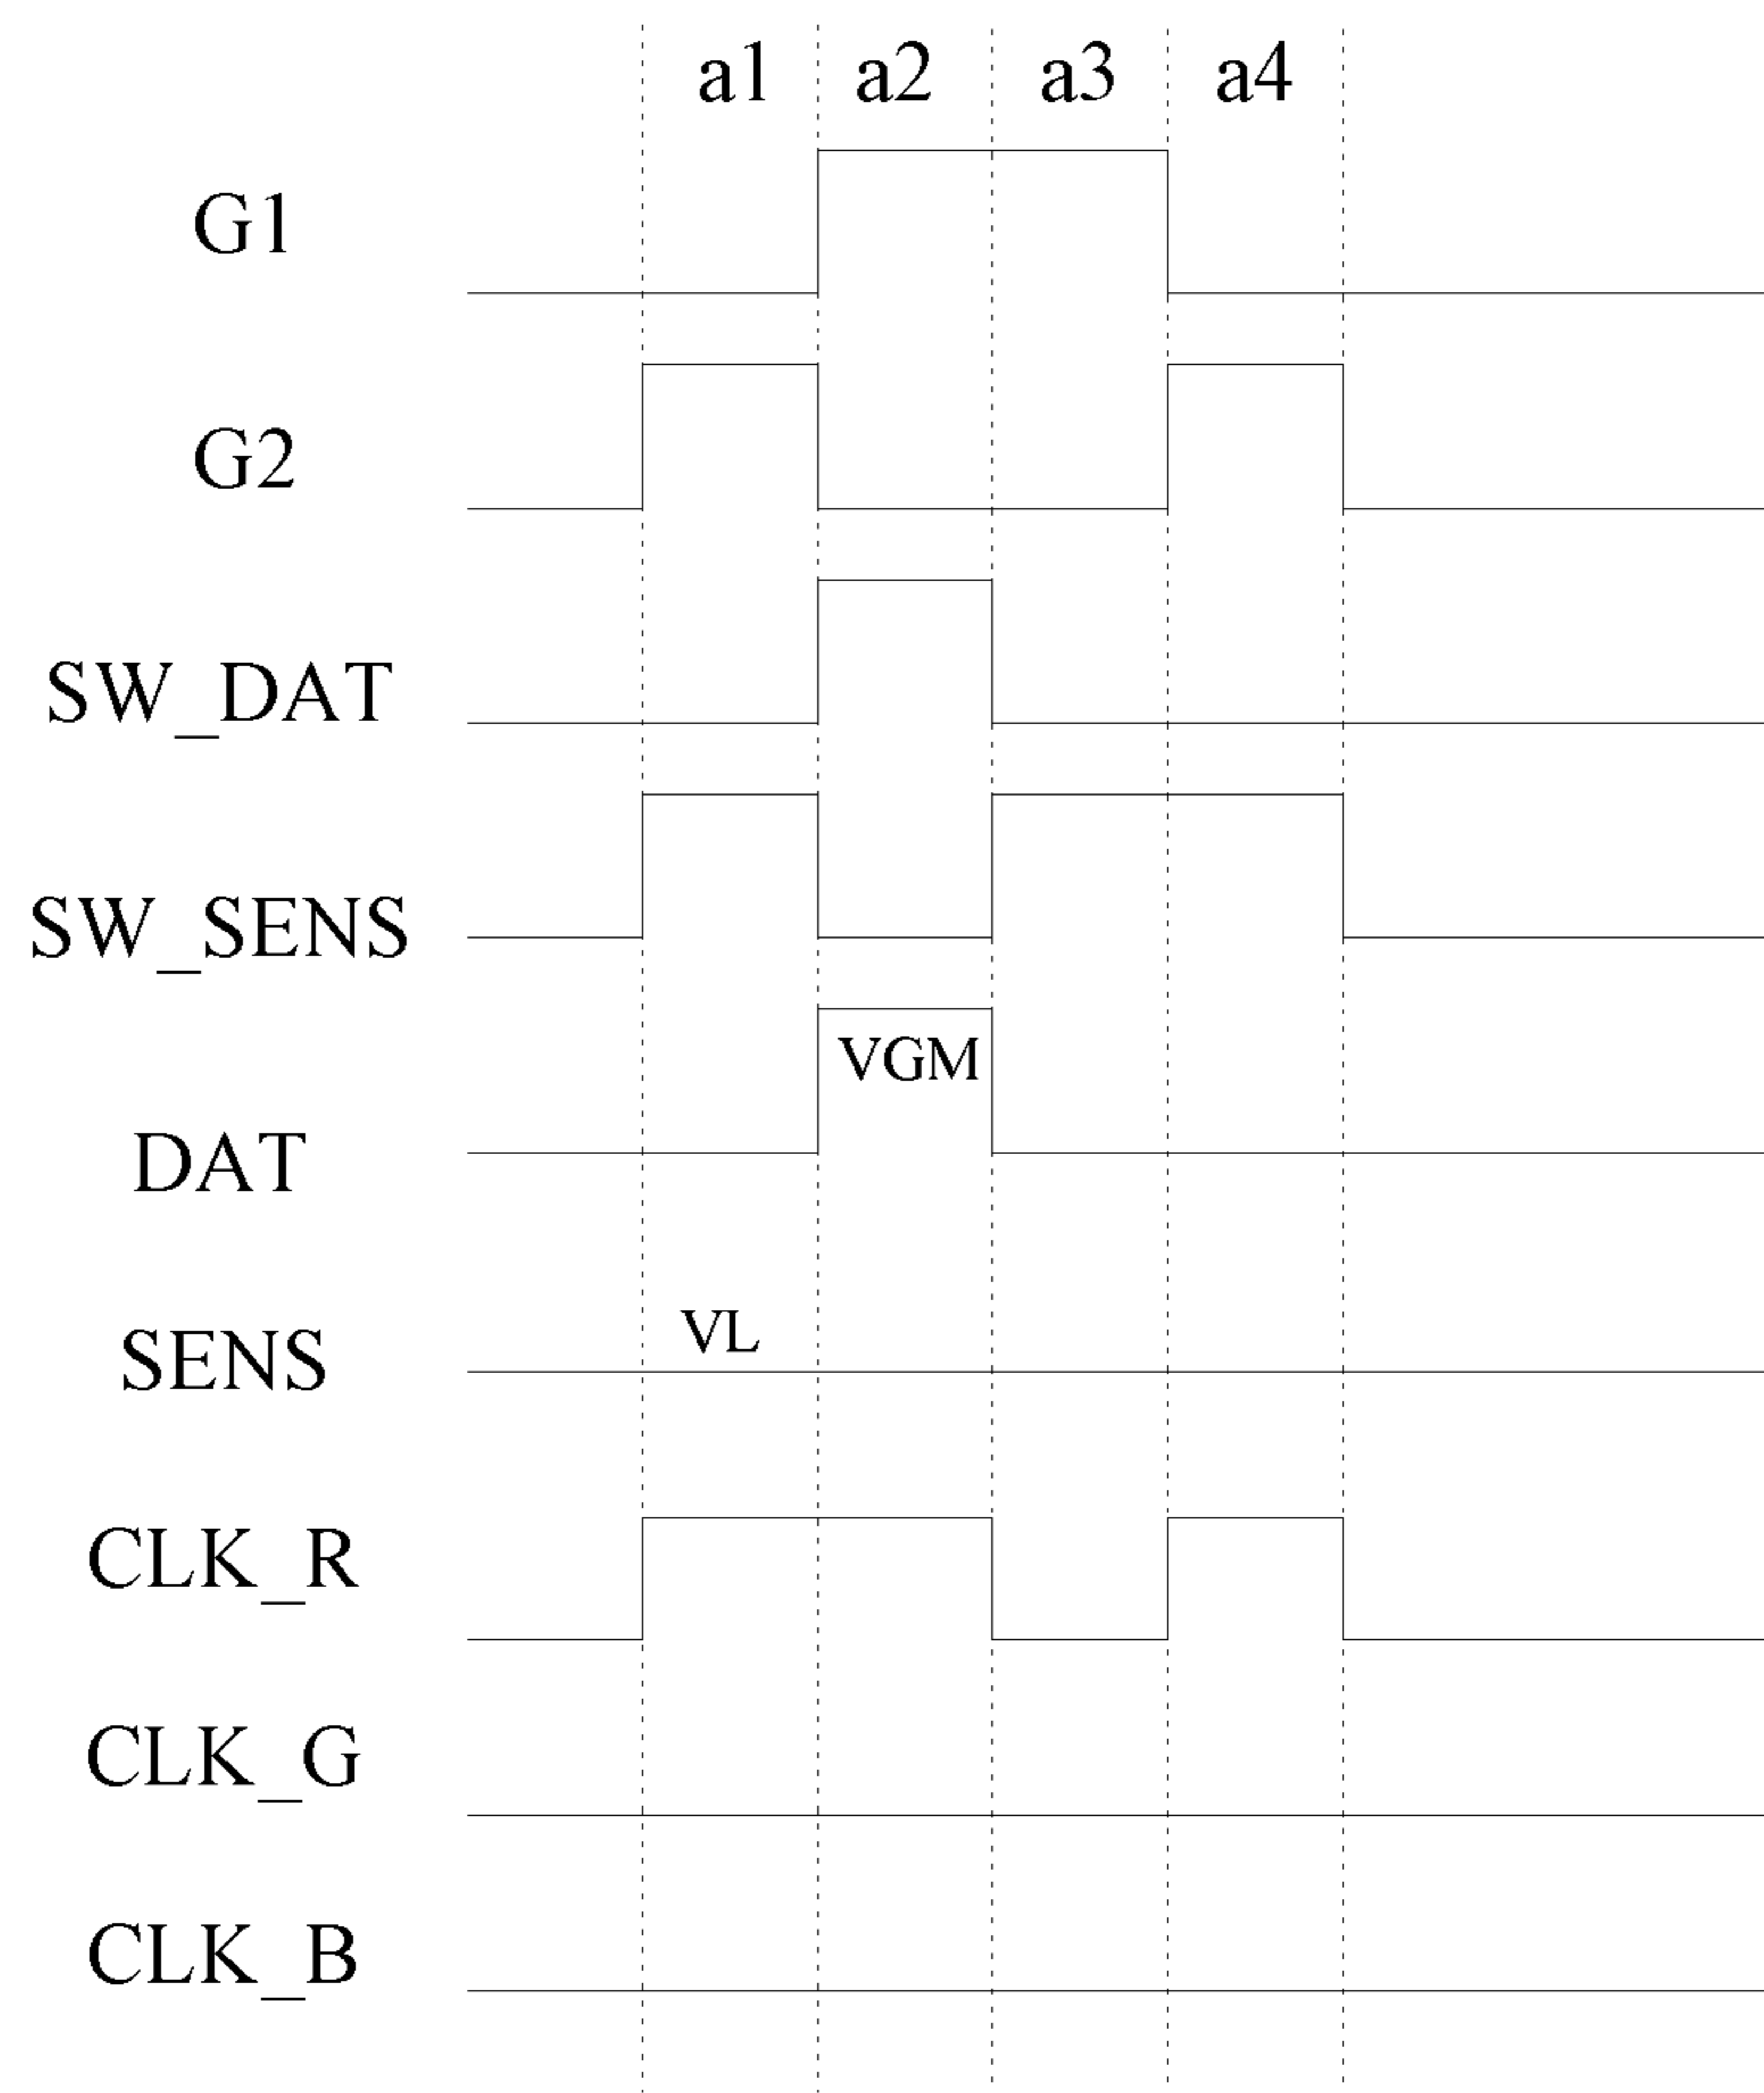 a1 a2 a3 a4
G1
G2
SW_DAT
SW_SENS
VGM
DAT
VL
SENS
CLK_R
CLK_G
CLK_B